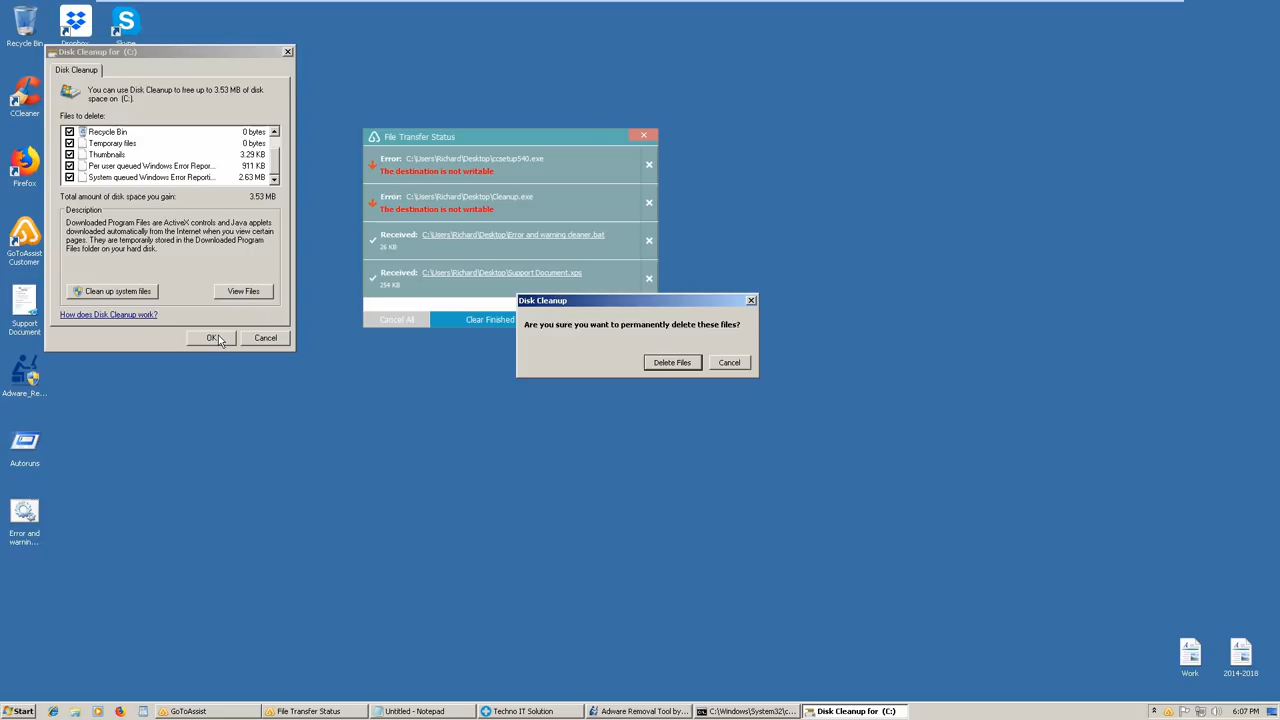 Recycle Bin
Dropbox
Skype
CCleaner
Firefox
GoToAssist
Customer
Support
Document
Adware_Re...
Autoruns
Error and
warnin...
Disk Cleanup for (C:)
Disk Cleanup
You can use Disk Cleanup to free up to 3.53 MB of disk
space on (C:).
Files to delete:
Recycle Bin 0 bytes
Temporary files 0 bytes
Thumbnails 3.29 KB
Per user queued Windows Error Repor... 911 KB
System queued Windows Error Reporti... 2.63 MB
Total amount of disk space you gain: 3.53 MB
Description
Downloaded Program Files are ActiveX controls and Java applets
downloaded automatically from the Internet when you view certain
pages. They are temporarily stored in the Downloaded Program
Files folder on your hard disk.
Clean up system files View Files
How does Disk Cleanup work?
OK Cancel
File Transfer Status
Error: C:\Users\Richard\Desktop\ccsetup540.exe
The destination is not writable
Error: C:\Users\Richard\Desktop\Cleanup.exe
The destination is not writable
Received: C:\Users\Richard\Desktop\Error and warning cleaner.bat
26 KB
Received: C:\Users\Richard\Desktop\Support Document.xps
254 KB
Cancel All Clear Finished
Disk Cleanup
Are you sure you want to permanently delete these files?
Delete Files Cancel
Work
2014-2018
Start
GoToAssist
File Transfer Status
Untitled - Notepad
Techno IT Solution
Adware Removal Tool by...
C:\Windows\System32\c...
Disk Cleanup for (C:)
6:07 PM